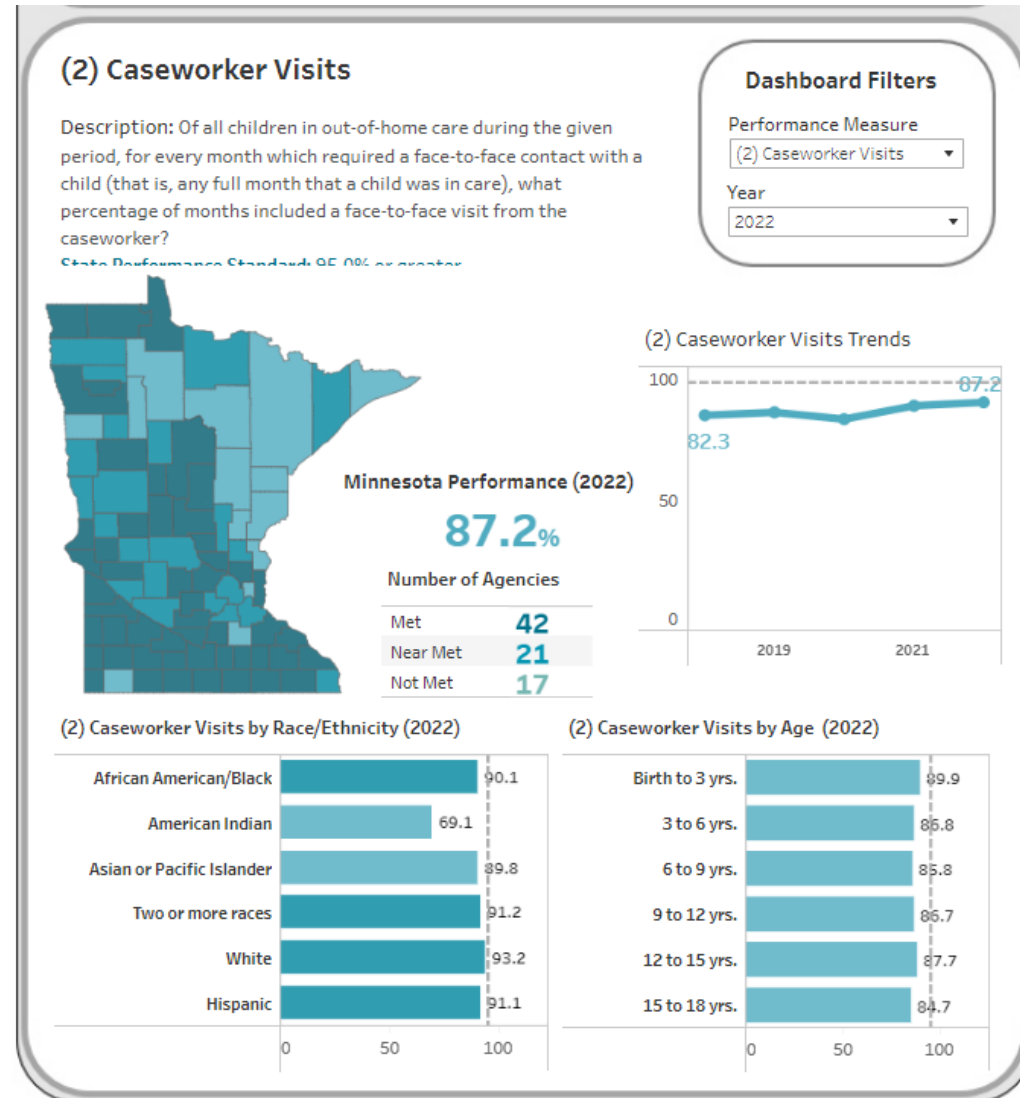 (2) Caseworker Visits
Description: Of all children in out-of-home care during the given
period, for every month which required a face-to-face contact with a
child (that is, any full month that a child was in care), what
percentage of months included a face-to-face visit from the
caseworker?
State Performance Standard: 95.0% or greater
Dashboard Filters
Performance Measure
(2) Caseworker Visits
Year
2022
Minnesota Performance (2022)
87.2%
Number of Agencies
Met 42
Near Met 21
Not Met 17
(2) Caseworker Visits Trends
100
87.2
82.3
50
0
2019 2021
(2) Caseworker Visits by Race/Ethnicity (2022)
African American/Black 90.1
American Indian 69.1
Asian or Pacific Islander 89.8
Two or more races 91.2
White 93.2
Hispanic 91.1
0 50 100
(2) Caseworker Visits by Age (2022)
Birth to 3 yrs. 89.9
3 to 6 yrs. 86.8
6 to 9 yrs. 85.8
9 to 12 yrs. 86.7
12 to 15 yrs. 87.7
15 to 18 yrs. 84.7
0 50 100